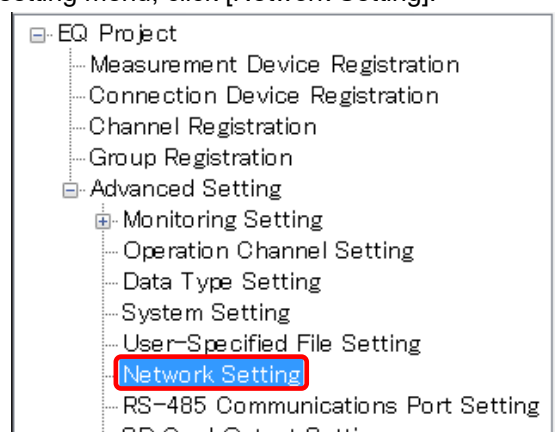 setting menu, click [Network Setting].
EQ Project
Measurement Device Registration
Connection Device Registration
Channel Registration
Group Registration
Advanced Setting
Monitoring Setting
Operation Channel Setting
Data Type Setting
System Setting
User-Specified File Setting
Network Setting
RS-485 Communications Port Setting